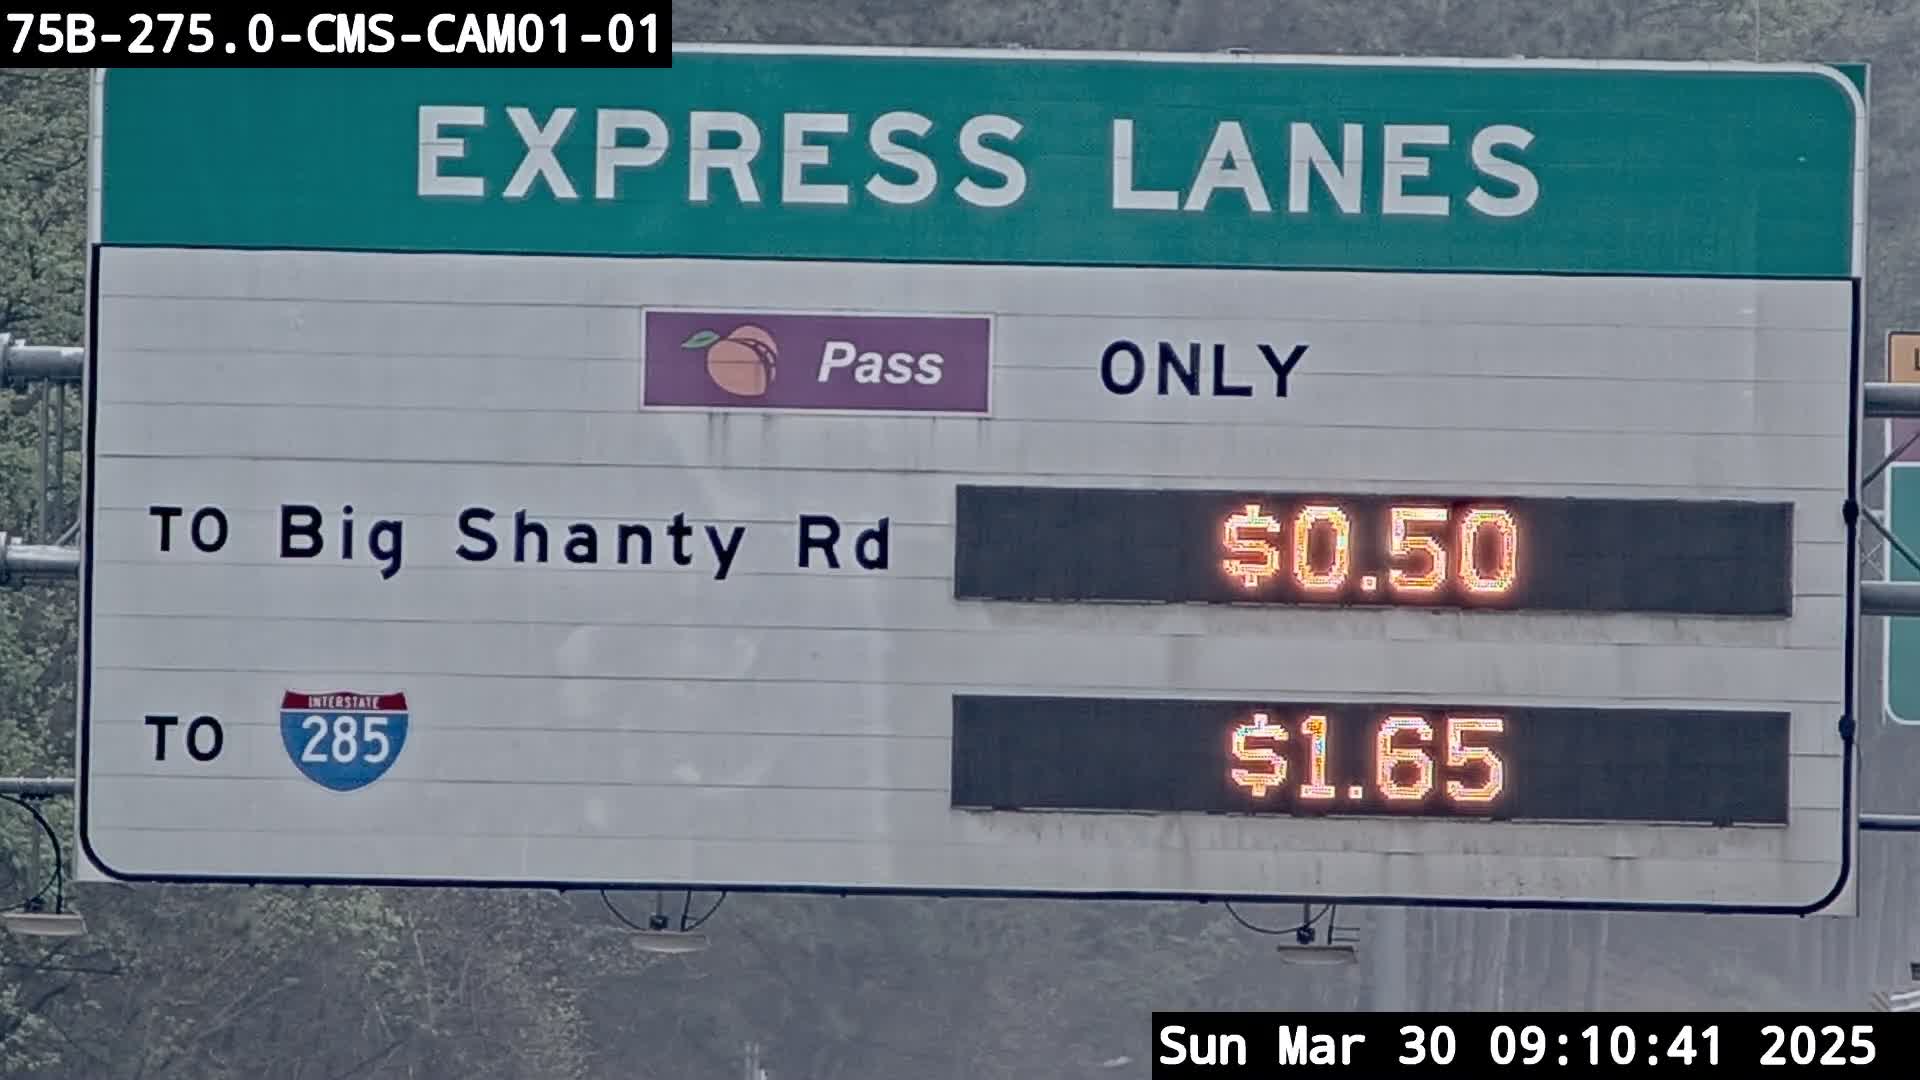 75B-275.0-CMS-CAM01-01
EXPRESS LANES
Pass ONLY
TO Big Shanty Rd $0.50
TO INTERSTATE 285 $1.65
Sun Mar 30 09:10:41 2025